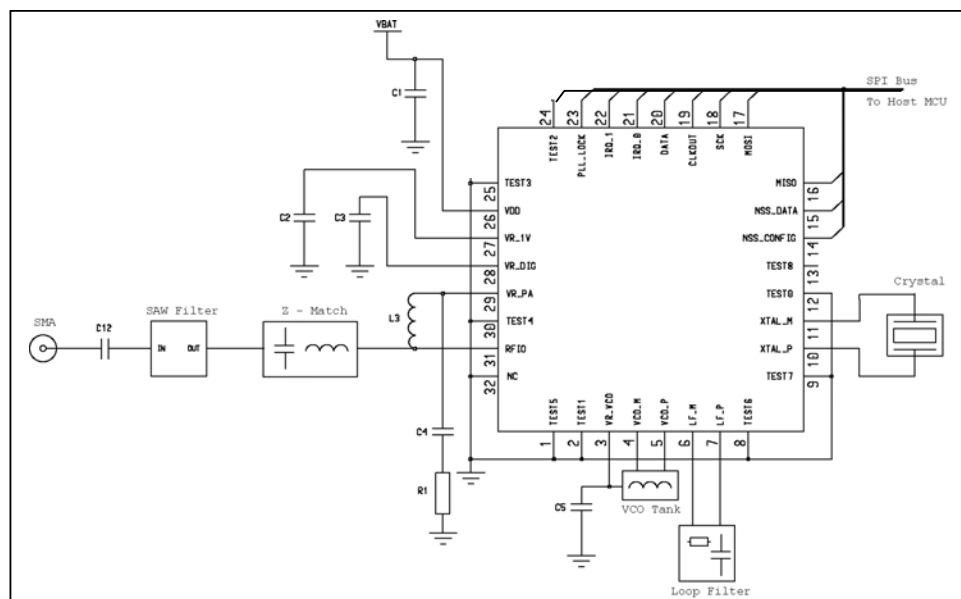 VBAT
C1
SPI Bus
To Host MCU
24
23
22
21
20
19
18
17
TEST2
PLL_LOCK
IRQ_1
IRQ_0
DATA
CLKOUT
SCK
MOSI
TEST3
25
VDD
26
VR_1V
27
VR_DIG
28
VR_PA
29
TEST4
30
RFIO
31
NC
32
MISO
16
NSS_DATA
15
NSS_CONFIG
14
TEST8
13
TEST0
12
XTAL_M
11
XTAL_P
10
TEST7
9
C2
C3
SMA
C12
SAW Filter
IN
OUT
Z - Match
L3
Crystal
TEST5
TEST1
VR_VCO
VCO_M
VCO_P
LF_M
LF_P
TEST6
1
2
3
4
5
6
7
8
C4
R1
C5
VCO Tank
Loop Filter